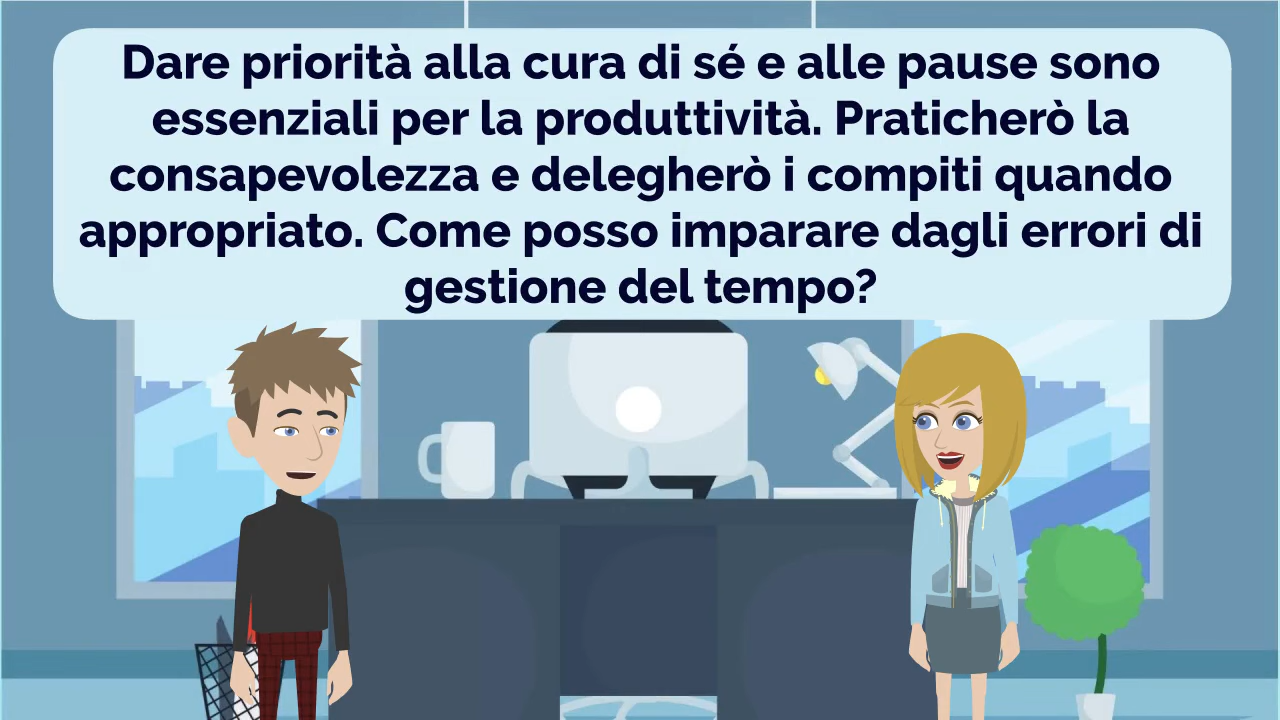 Dare priorità alla cura di sé e alle pause sono
essenziali per la produttività. Praticherò la
consapevolezza e delegherò i compiti quando
appropriato. Come posso imparare dagli errori di
gestione del tempo?